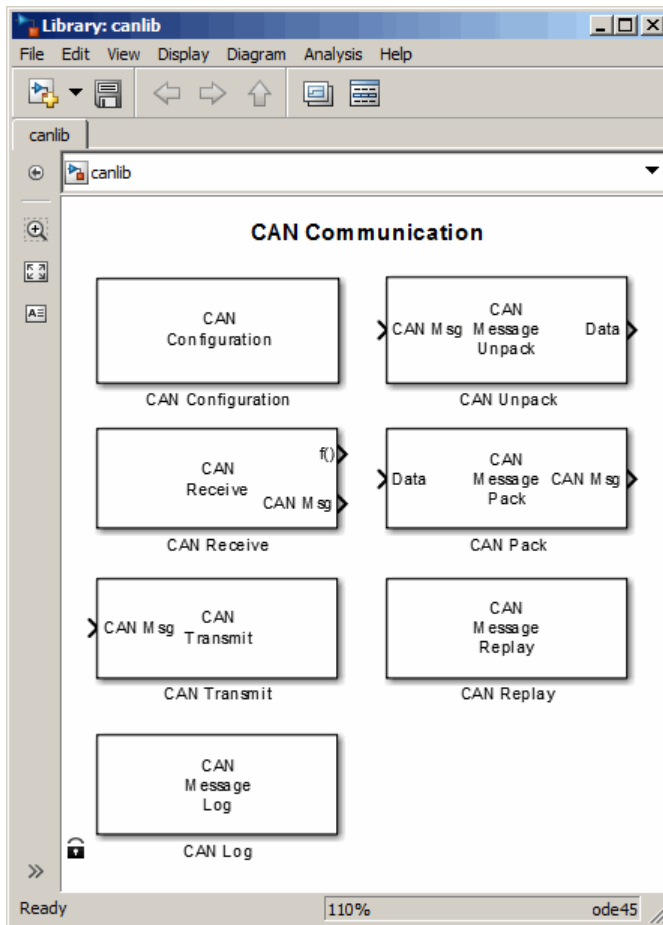 Library: canlib
File Edit View Display Diagram Analysis Help
canlib
canlib
CAN Communication
CAN
Configuration
CAN Configuration
CAN Msg
CAN
Message
Unpack
Data
CAN Unpack
CAN
Receive
f()
CAN Msg
CAN Receive
Data
CAN
Message
Pack
CAN Msg
CAN Pack
CAN Msg
CAN
Transmit
CAN Transmit
CAN
Message
Replay
CAN Replay
CAN
Message
Log
CAN Log
Ready 110% ode45